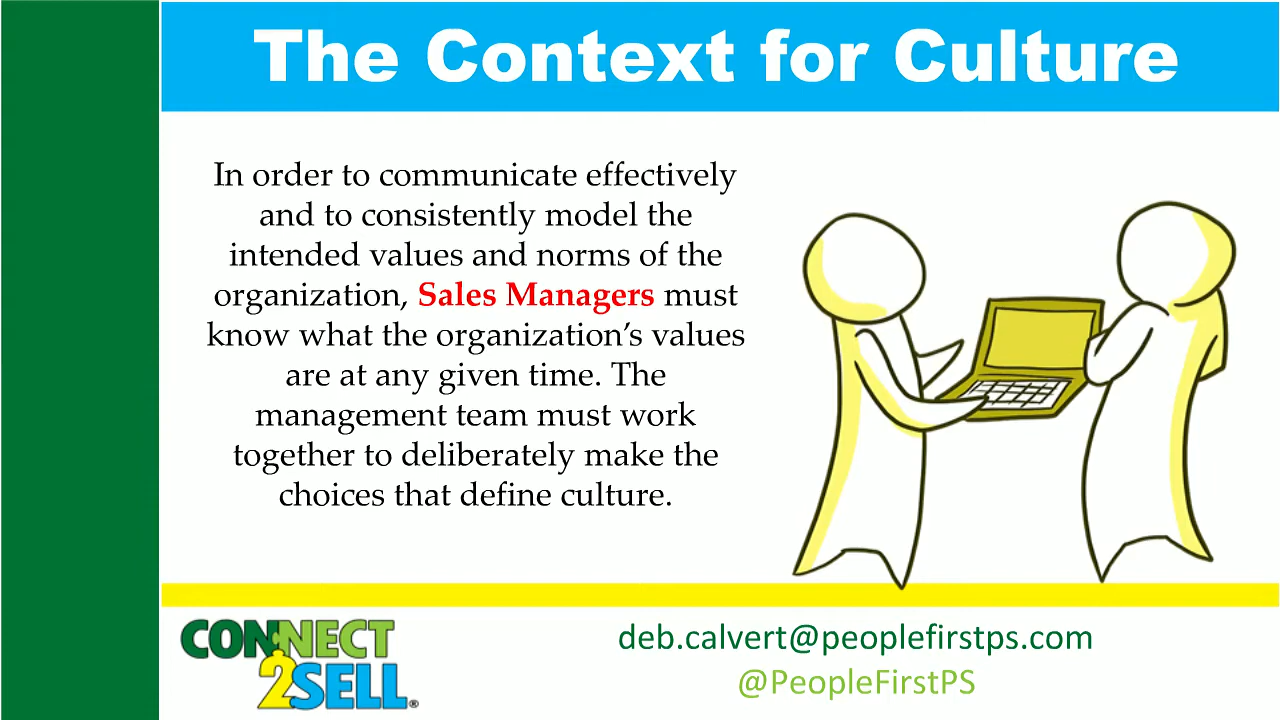 The Context for Culture
In order to communicate effectively
and to consistently model the
intended values and norms of the
organization, Sales Managers must
know what the organization’s values
are at any given time. The
management team must work
together to deliberately make the
choices that define culture.
CONNECT
2SELL®
deb.calvert@peoplefirstps.com
@PeopleFirstPS